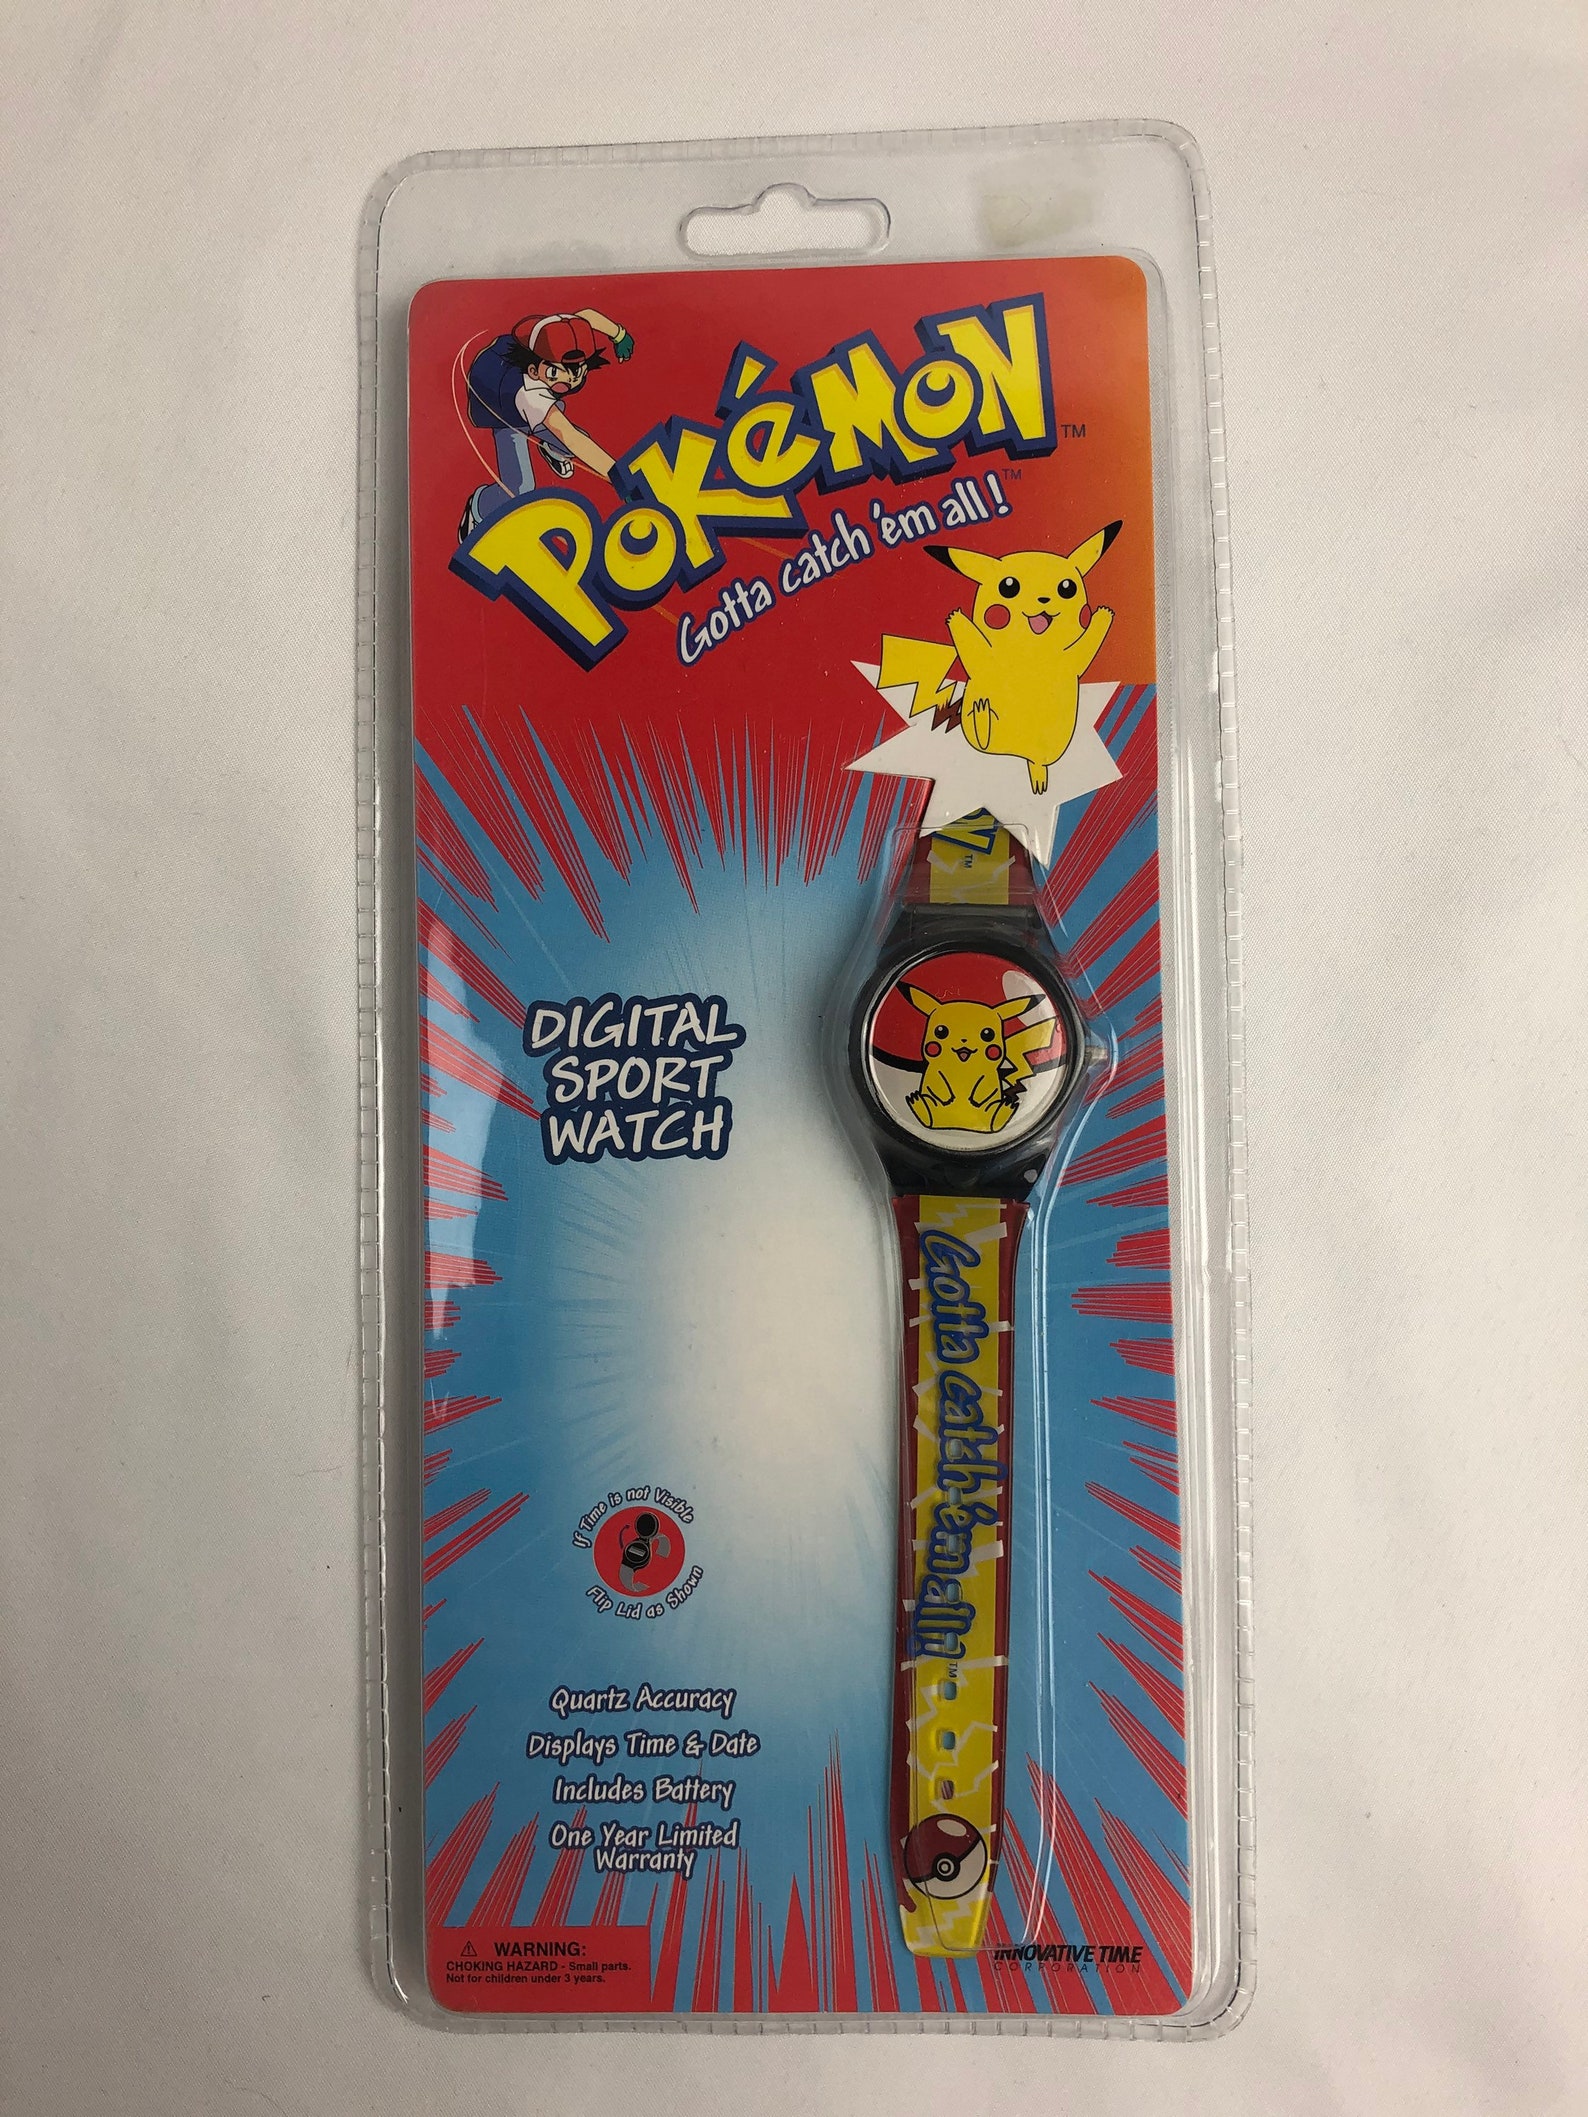 POKéMON™
Gotta catch 'em all!™
™
DIGITAL
SPORT
WATCH
Gotta catch 'em all!™
If Time is not Visible
Flip Lid as Shown
Quartz Accuracy
Displays Time & Date
Includes Battery
One Year Limited
Warranty
⚠ WARNING:
CHOKING HAZARD - Small parts.
Not for children under 3 years.
INNOVATIVE TIME
CORPORATION